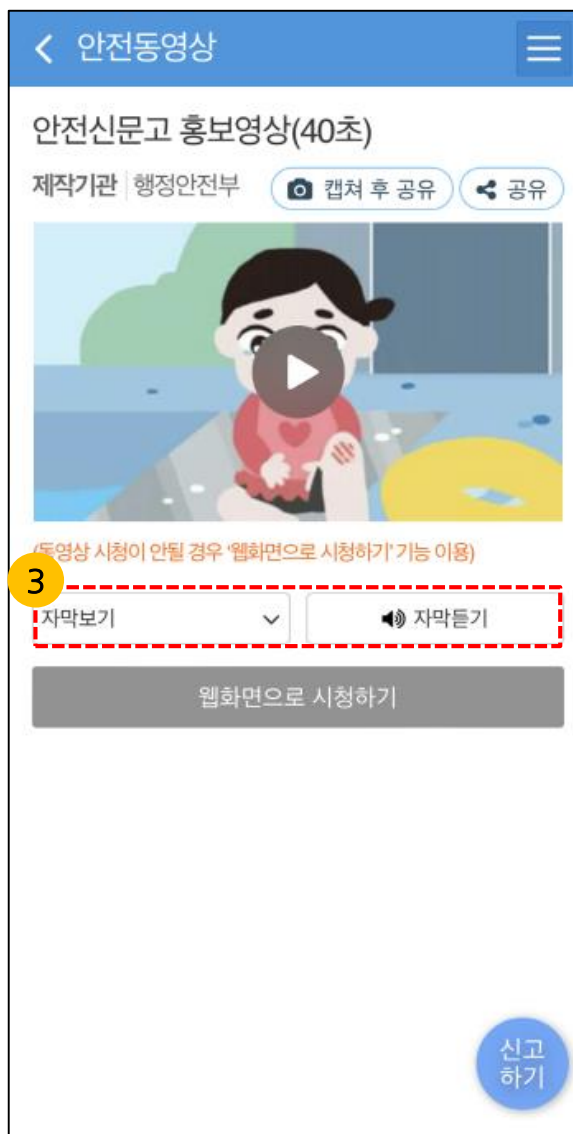 안전동영상
안전신문고 홍보영상(40초)
제작기관 행정안전부 캡쳐 후 공유 공유
(동영상 시청이 안될 경우 '웹화면으로 시청하기' 기능 이용)
3
자막보기 자막듣기
웹화면으로 시청하기
신고
하기